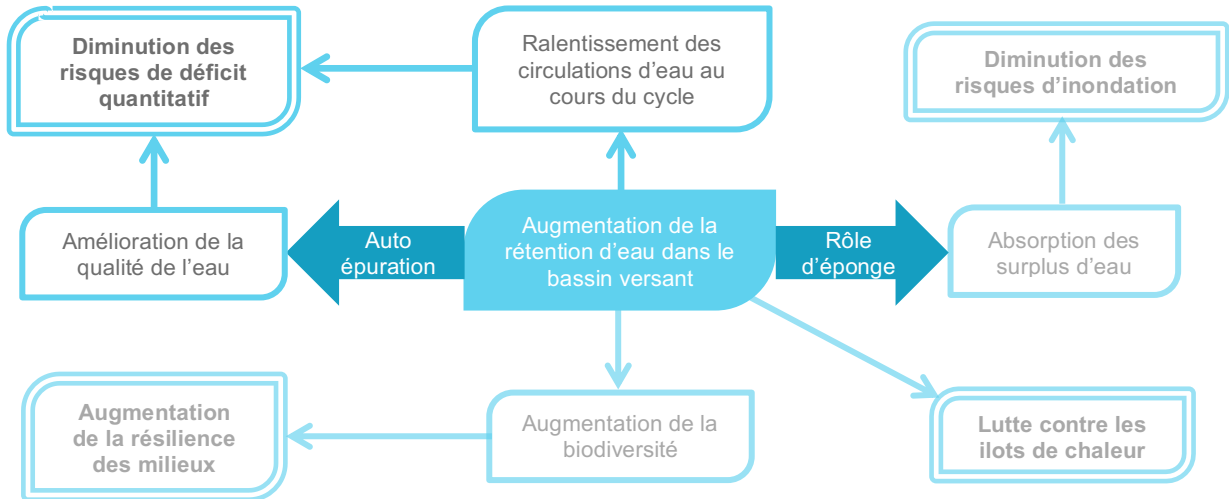 Diminution des
risques de déficit
quantitatif
Ralentissement des
circulations d’eau au
cours du cycle
Diminution des
risques d’inondation
Amélioration de la
qualité de l’eau
Auto
épuration
Augmentation de la
rétention d’eau dans le
bassin versant
Rôle
d’éponge
Absorption des
surplus d’eau
Augmentation
de la résilience
des milieux
Augmentation de la
biodiversité
Lutte contre les
ilots de chaleur